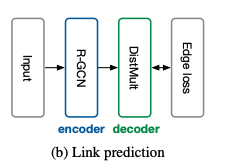 Input
R-GCN
DistMult
Edge loss
encoder decoder
(b) Link prediction